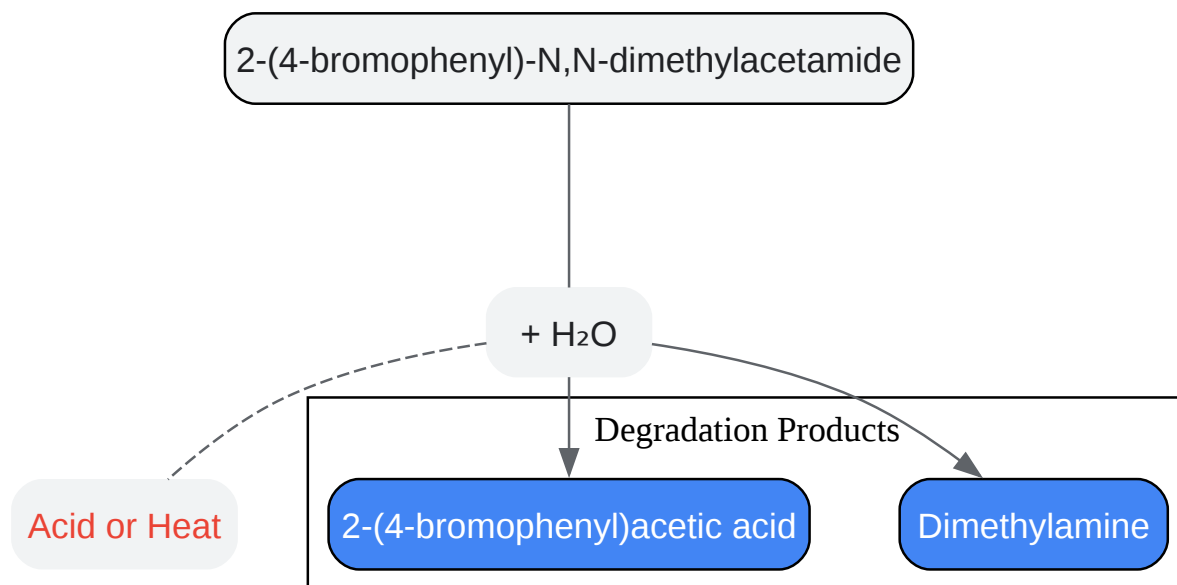 2-(4-bromophenyl)-N,N-dimethylacetamide
+ H₂O
Degradation Products
Acid or Heat
2-(4-bromophenyl)acetic acid
Dimethylamine